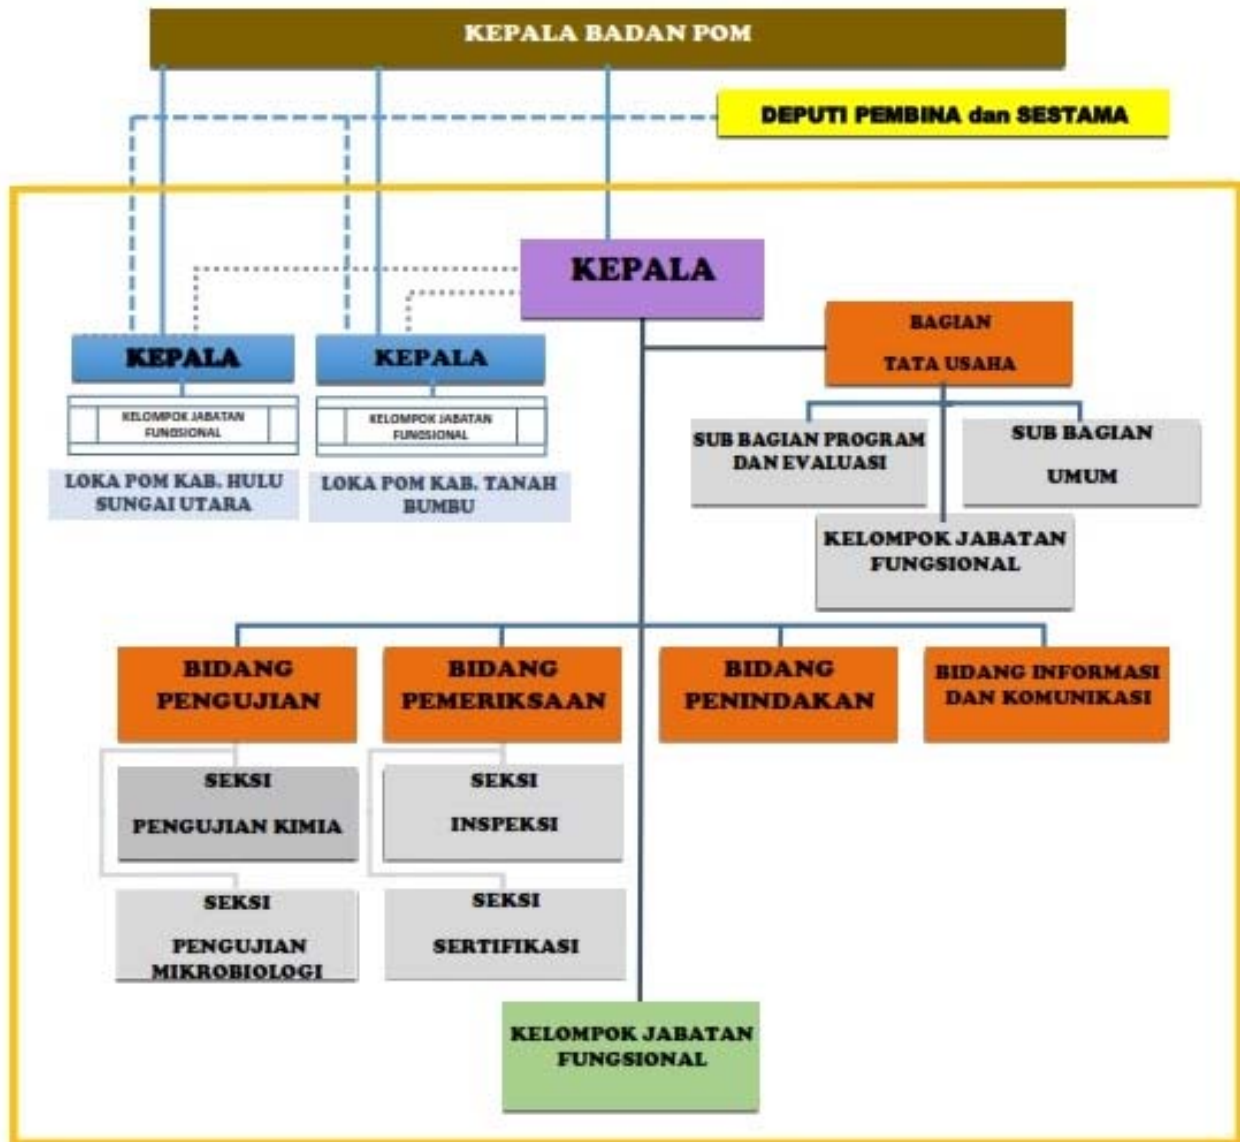 KEPALA BADAN POM
DEPUTI PEMBINA dan SESTAMA
KEPALA
BAGIAN
TATA USAHA
KEPALA
KEPALA
KELOMPOK JABATAN
FUNGSIONAL
KELOMPOK JABATAN
FUNGSIONAL
LOKA POM KAB. HULU
SUNGAI UTARA
LOKA POM KAB. TANAH
BUMBU
SUB BAGIAN PROGRAM
DAN EVALUASI
SUB BAGIAN
UMUM
KELOMPOK JABATAN
FUNGSIONAL
BIDANG
PENGUJIAN
BIDANG
PEMERIKSAAN
BIDANG
PENINDAKAN
BIDANG INFORMASI
DAN KOMUNIKASI
SEKSI
PENGUJIAN KIMIA
SEKSI
INSPEKSI
SEKSI
PENGUJIAN
MIKROBIOLOGI
SEKSI
SERTIFIKASI
KELOMPOK JABATAN
FUNGSIONAL